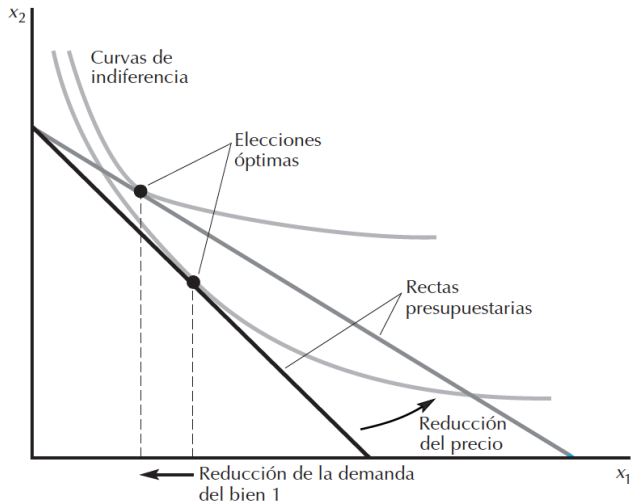 x₂
Curvas de
indiferencia
Elecciones
óptimas
Rectas
presupuestarias
Reducción
del precio
x₁
Reducción de la demanda
del bien 1